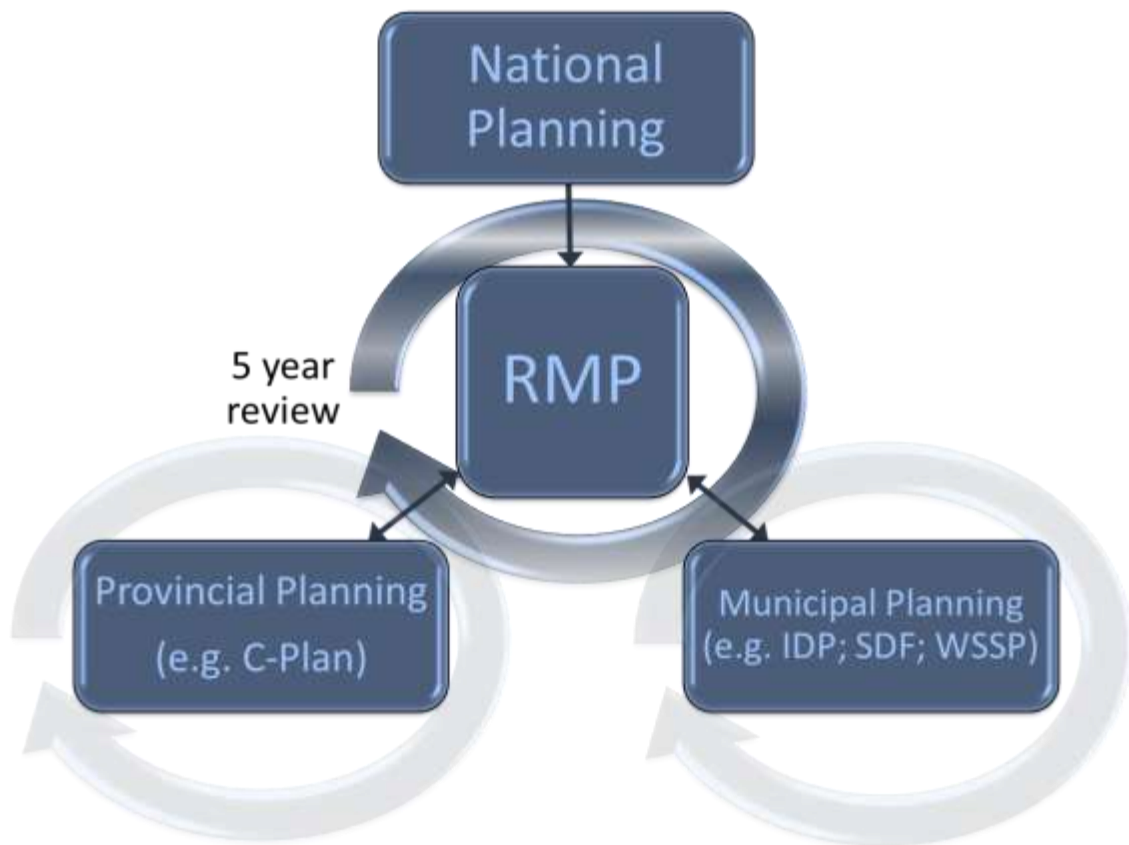 National
Planning
RMP
5 year
review
Provincial Planning
(e.g. C-Plan)
Municipal Planning
(e.g. IDP; SDF; WSSP)